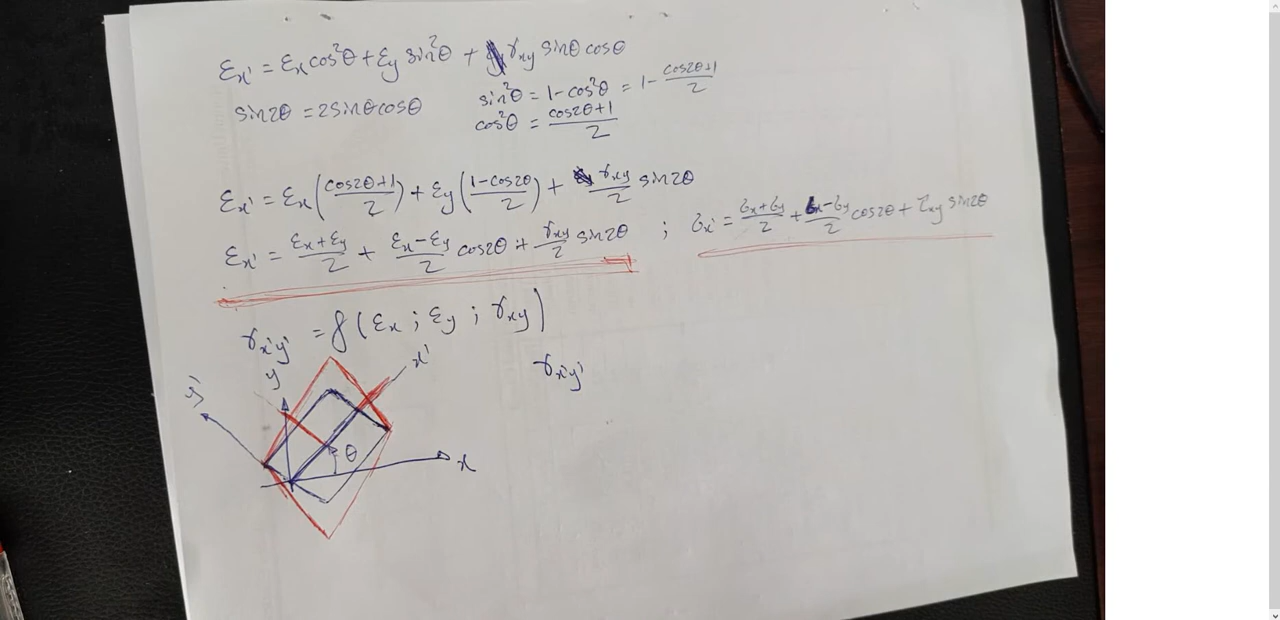 εx' = εx cos²θ + εy sin²θ + γxy sinθ cosθ
sin2θ = 2sinθcosθ
sin²θ = 1 - cos²θ = 1 - (cos2θ+1)/2
cos²θ = (cos2θ+1)/2
εx' = εx((cos2θ+1)/2) + εy((1-cos2θ)/2) + γxy/2 sin2θ
εx' = (εx+εy)/2 + (εx-εy)/2 cos2θ + γxy/2 sin2θ ; σx' = (σx+σy)/2 + (σx-σy)/2 cos2θ + τxy sin2θ
γx'y' = f(εx ; εy ; γxy)
x'
γx'y'
y
y'
θ
x